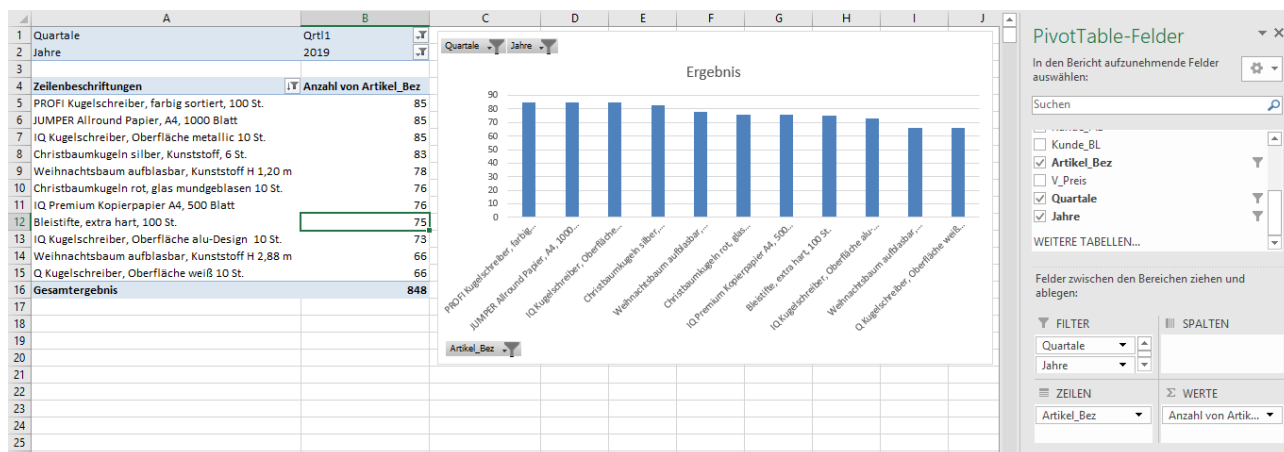 A B C D E F G H I J
1 Quartale Qrtl1
2 Jahre 2019
3
4 Zeilenbeschriftungen Anzahl von Artikel_Bez
5 PROFI Kugelschreiber, farbig sortiert, 100 St. 85
6 JUMPER Allround Papier, A4, 1000 Blatt 85
7 IQ Kugelschreiber, Oberfläche metallic 10 St. 85
8 Christbaumkugeln silber, Kunststoff, 6 St. 83
9 Weihnachtsbaum aufblasbar, Kunststoff H 1,20 m 78
10 Christbaumkugeln rot, glas mundgeblasen 10 St. 76
11 IQ Premium Kopierpapier A4, 500 Blatt 76
12 Bleistifte, extra hart, 100 St. 75
13 IQ Kugelschreiber, Oberfläche alu-Design 10 St. 73
14 Weihnachtsbaum aufblasbar, Kunststoff H 2,88 m 66
15 Q Kugelschreiber, Oberfläche weiß 10 St. 66
16 Gesamtergebnis 848
17
18
19
20
21
22
23
24
25
Quartale Jahre
Ergebnis
90
80
70
60
50
40
30
20
10
0
PROFI Kugelschreiber, farbig...
JUMPER Allround Papier, A4, 1000...
IQ Kugelschreiber, Oberfläche...
Christbaumkugeln silber,...
Weihnachtsbaum aufblasbar,...
Christbaumkugeln rot, glas...
IQ Premium Kopierpapier A4, 500...
Bleistifte, extra hart, 100 St.
IQ Kugelschreiber, Oberfläche alu-...
Weihnachtsbaum aufblasbar,...
Q Kugelschreiber, Oberfläche weiß...
Artikel_Bez
PivotTable-Felder
In den Bericht aufzunehmende Felder
auswählen:
Suchen
Kunde_BL
Artikel_Bez
V_Preis
Quartale
Jahre
WEITERE TABELLEN...
Felder zwischen den Bereichen ziehen und
ablegen:
FILTER SPALTEN
Quartale
Jahre
ZEILEN Σ WERTE
Artikel_Bez Anzahl von Artik...